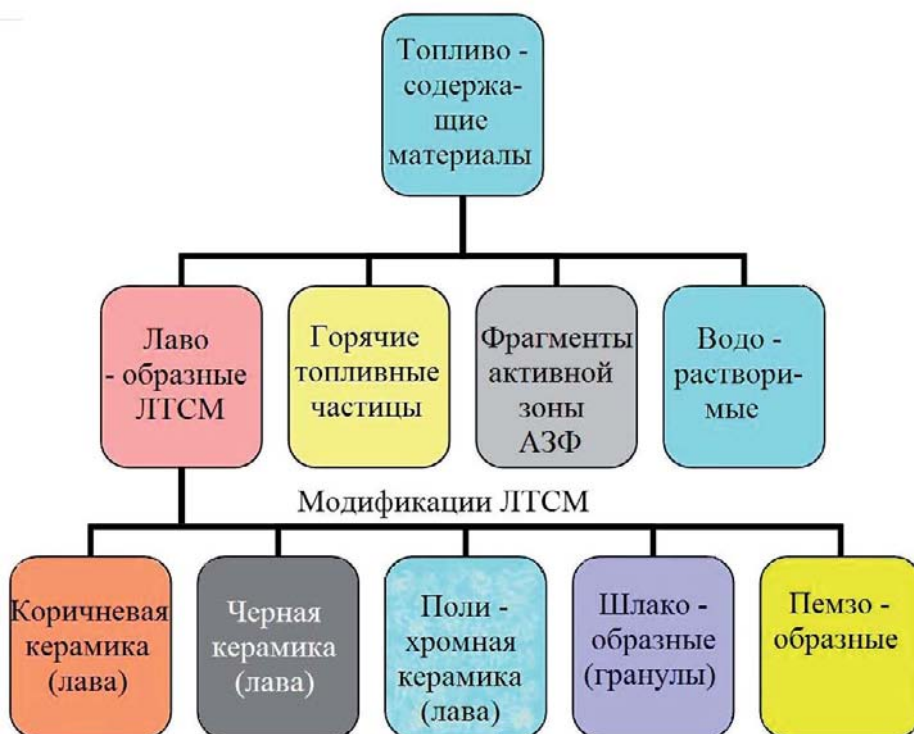 Топливо -
содержа-
щие
материалы
Лаво
- образные
ЛТСМ
Горячие
топливные
частицы
Фрагменты
активной
зоны
АЗФ
Водо -
раствори-
мые
Модификации ЛТСМ
Коричневая
керамика
(лава)
Черная
керамика
(лава)
Поли -
хромная
керамика
(лава)
Шлако -
образные
(гранулы)
Пемзо -
образные